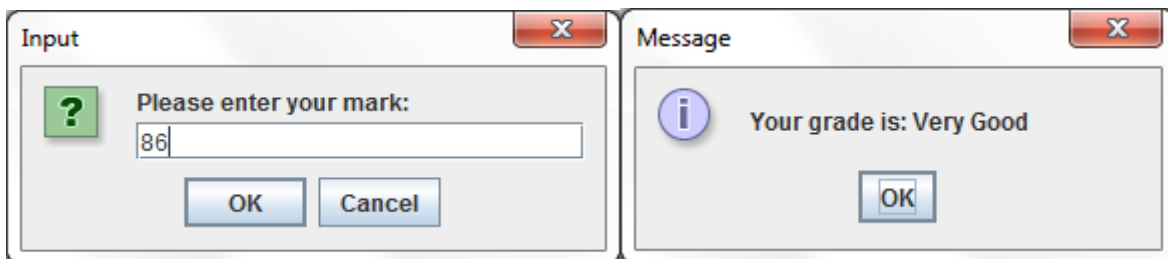 Input
Please enter your mark:
86
OK Cancel
Message
Your grade is: Very Good
OK